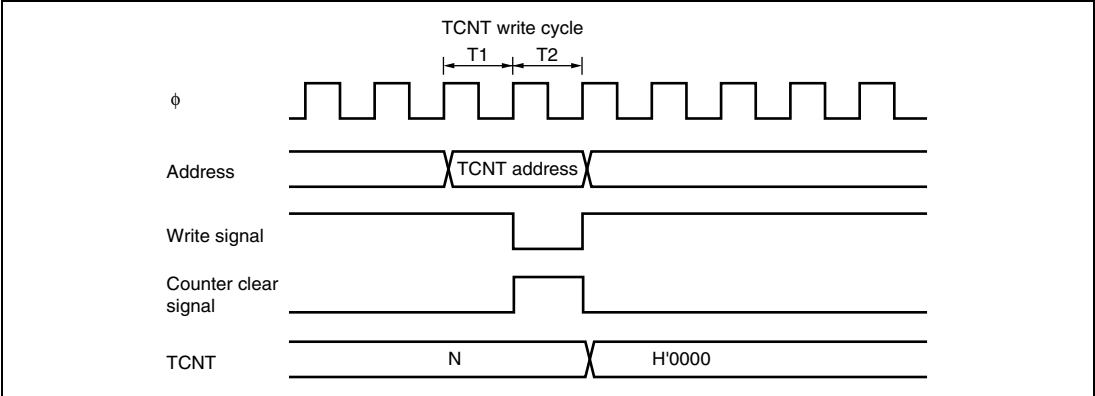 TCNT write cycle
T1 T2
ϕ
Address TCNT address
Write signal
Counter clear
signal
TCNT N H'0000